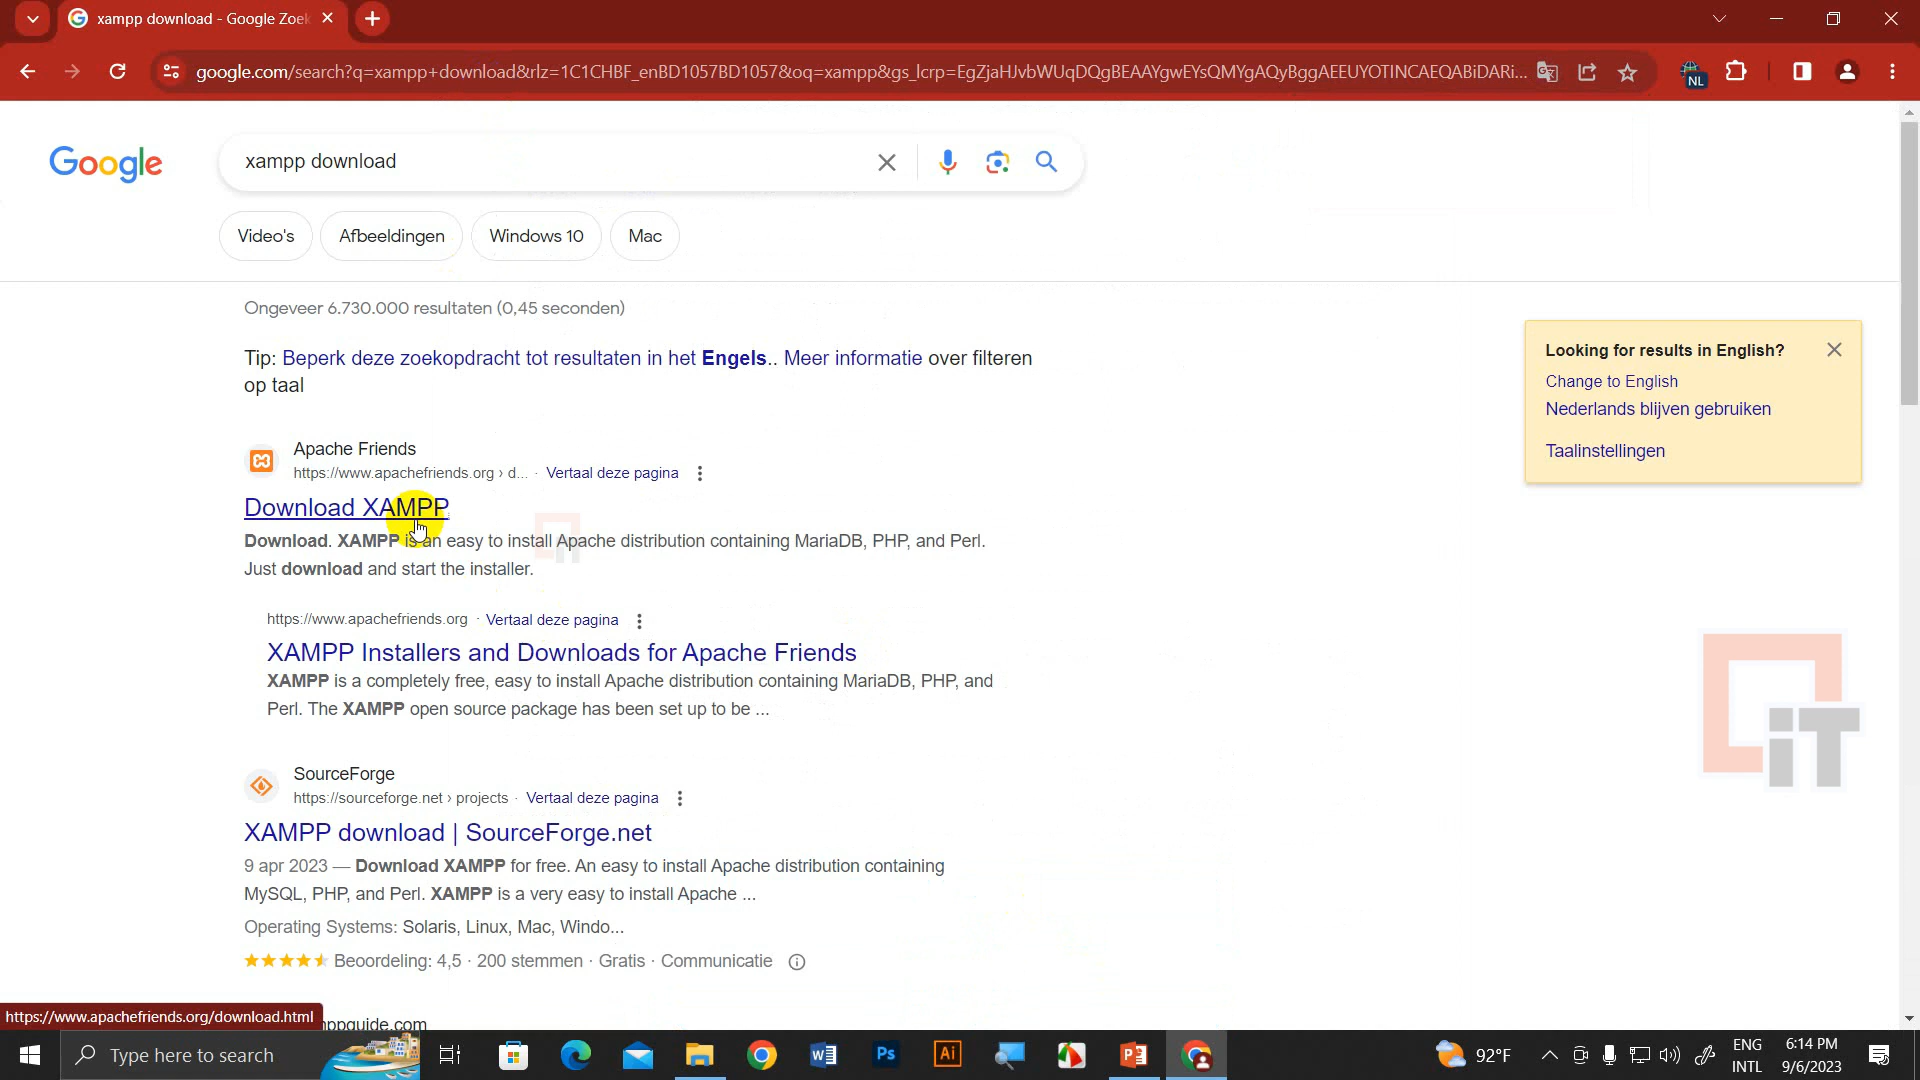 xampp download - Google Zoek
google.com/search?q=xampp+download&rlz=1C1CHBF_enBD1057BD1057&oq=xampp&gs_lcrp=EgZjaHJvbWUqDQgBEAAYgwEYsQMYgAQyBggAEEUYOTINCAEQABiDARi...
NL
Google
xampp download
Video's
Afbeeldingen
Windows 10
Mac
Ongeveer 6.730.000 resultaten (0,45 seconden)
Tip: Beperk deze zoekopdracht tot resultaten in het Engels.. Meer informatie over filteren
op taal
Looking for results in English?
Change to English
Nederlands blijven gebruiken
Taalinstellingen
Apache Friends
https://www.apachefriends.org › d... · Vertaal deze pagina
Download XAMPP
Download. XAMPP is an easy to install Apache distribution containing MariaDB, PHP, and Perl.
Just download and start the installer.
https://www.apachefriends.org · Vertaal deze pagina
XAMPP Installers and Downloads for Apache Friends
XAMPP is a completely free, easy to install Apache distribution containing MariaDB, PHP, and
Perl. The XAMPP open source package has been set up to be ...
iT
SourceForge
https://sourceforge.net › projects · Vertaal deze pagina
XAMPP download | SourceForge.net
9 apr 2023 — Download XAMPP for free. An easy to install Apache distribution containing
MySQL, PHP, and Perl. XAMPP is a very easy to install Apache ...
Operating Systems: Solaris, Linux, Mac, Windo...
Beoordeling: 4,5 · 200 stemmen · Gratis · Communicatie
https://www.apachefriends.org/download.html
Type here to search
Ps
Ai
92°F
ENG
INTL
6:14 PM
9/6/2023